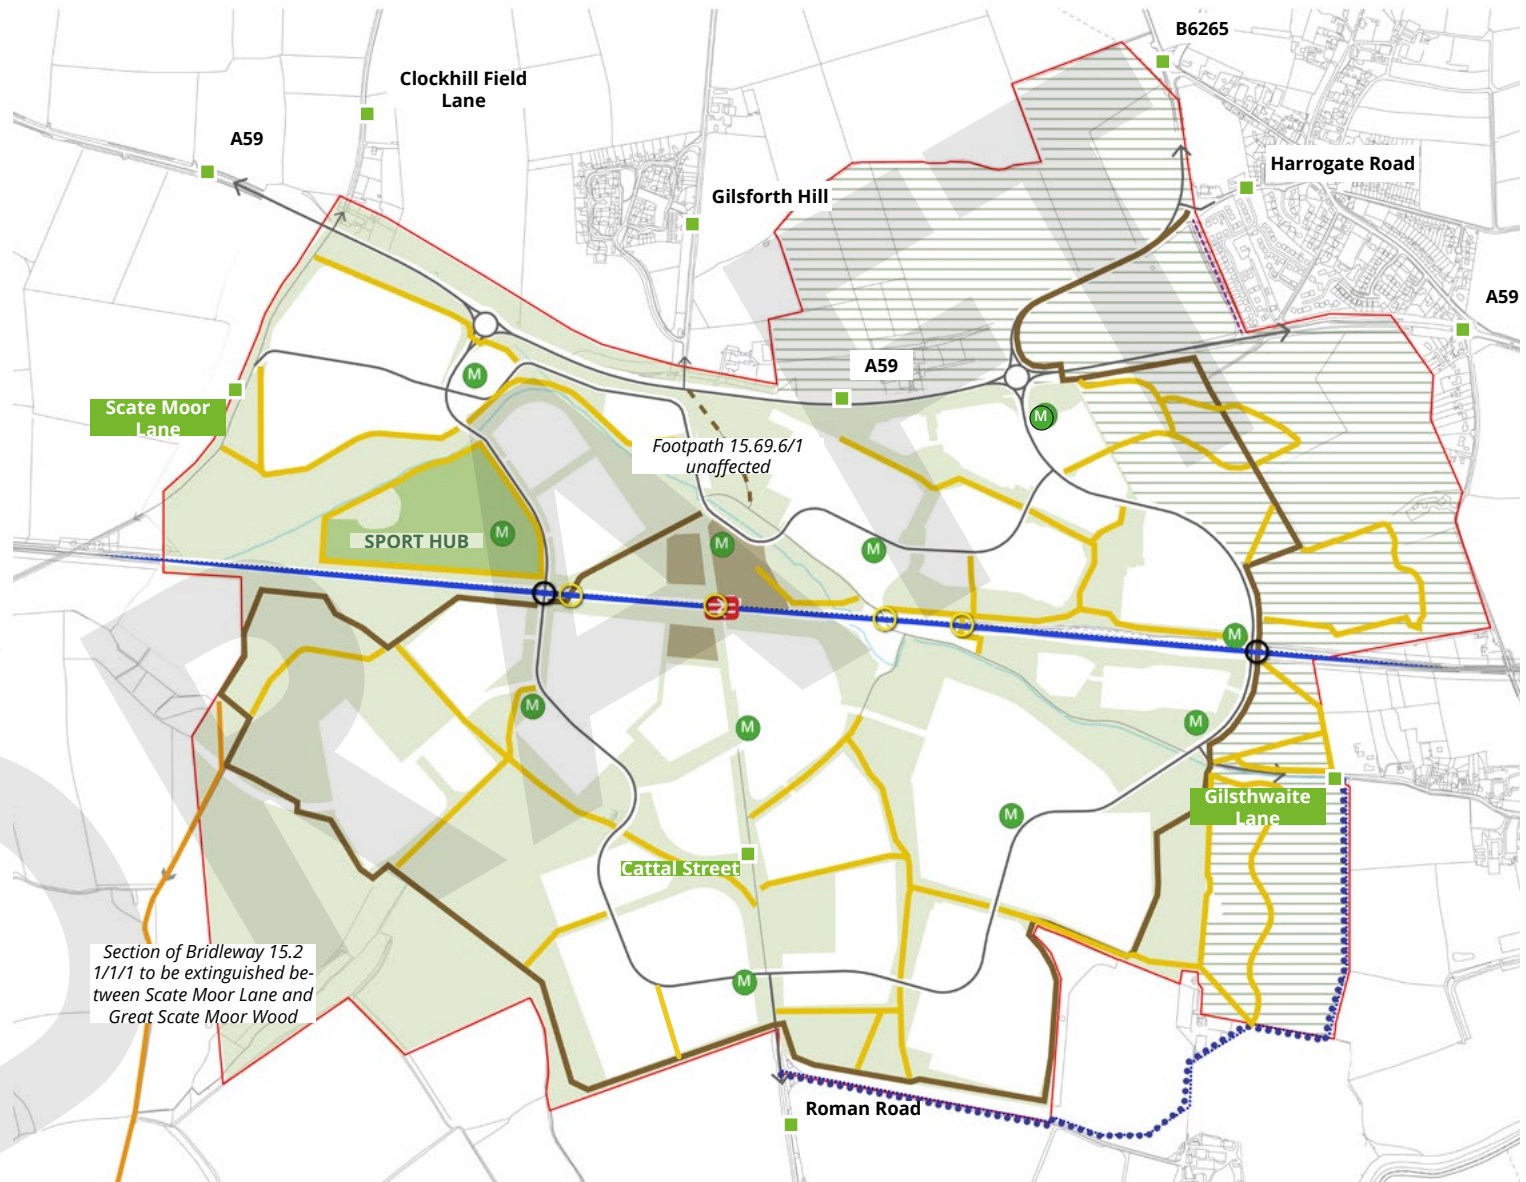 B6265
Clockhill Field
Lane
A59
Harrogate Road
Gilsforth Hill
A59
A59
Scate Moor
Lane
Footpath 15.69.6/1
unaffected
M
M
M
SPORT HUB
M
M
M
M
M
M
M
Gilsthwaite
Lane
M
Cattal Street
Section of Bridleway 15.2
1/1/1 to be extinguished be-
tween Scate Moor Lane and
Great Scate Moor Wood
M
Roman Road
DRAFT